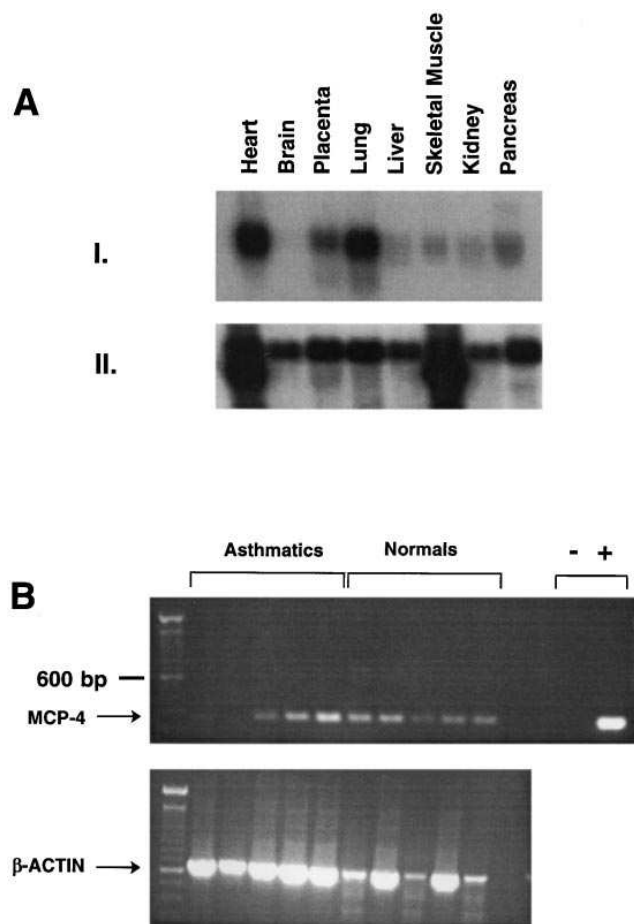 A
Heart
Brain
Placenta
Lung
Liver
Skeletal Muscle
Kidney
Pancreas
I.
II.
Asthmatics Normals - +
B
600 bp
MCP-4
β-ACTIN